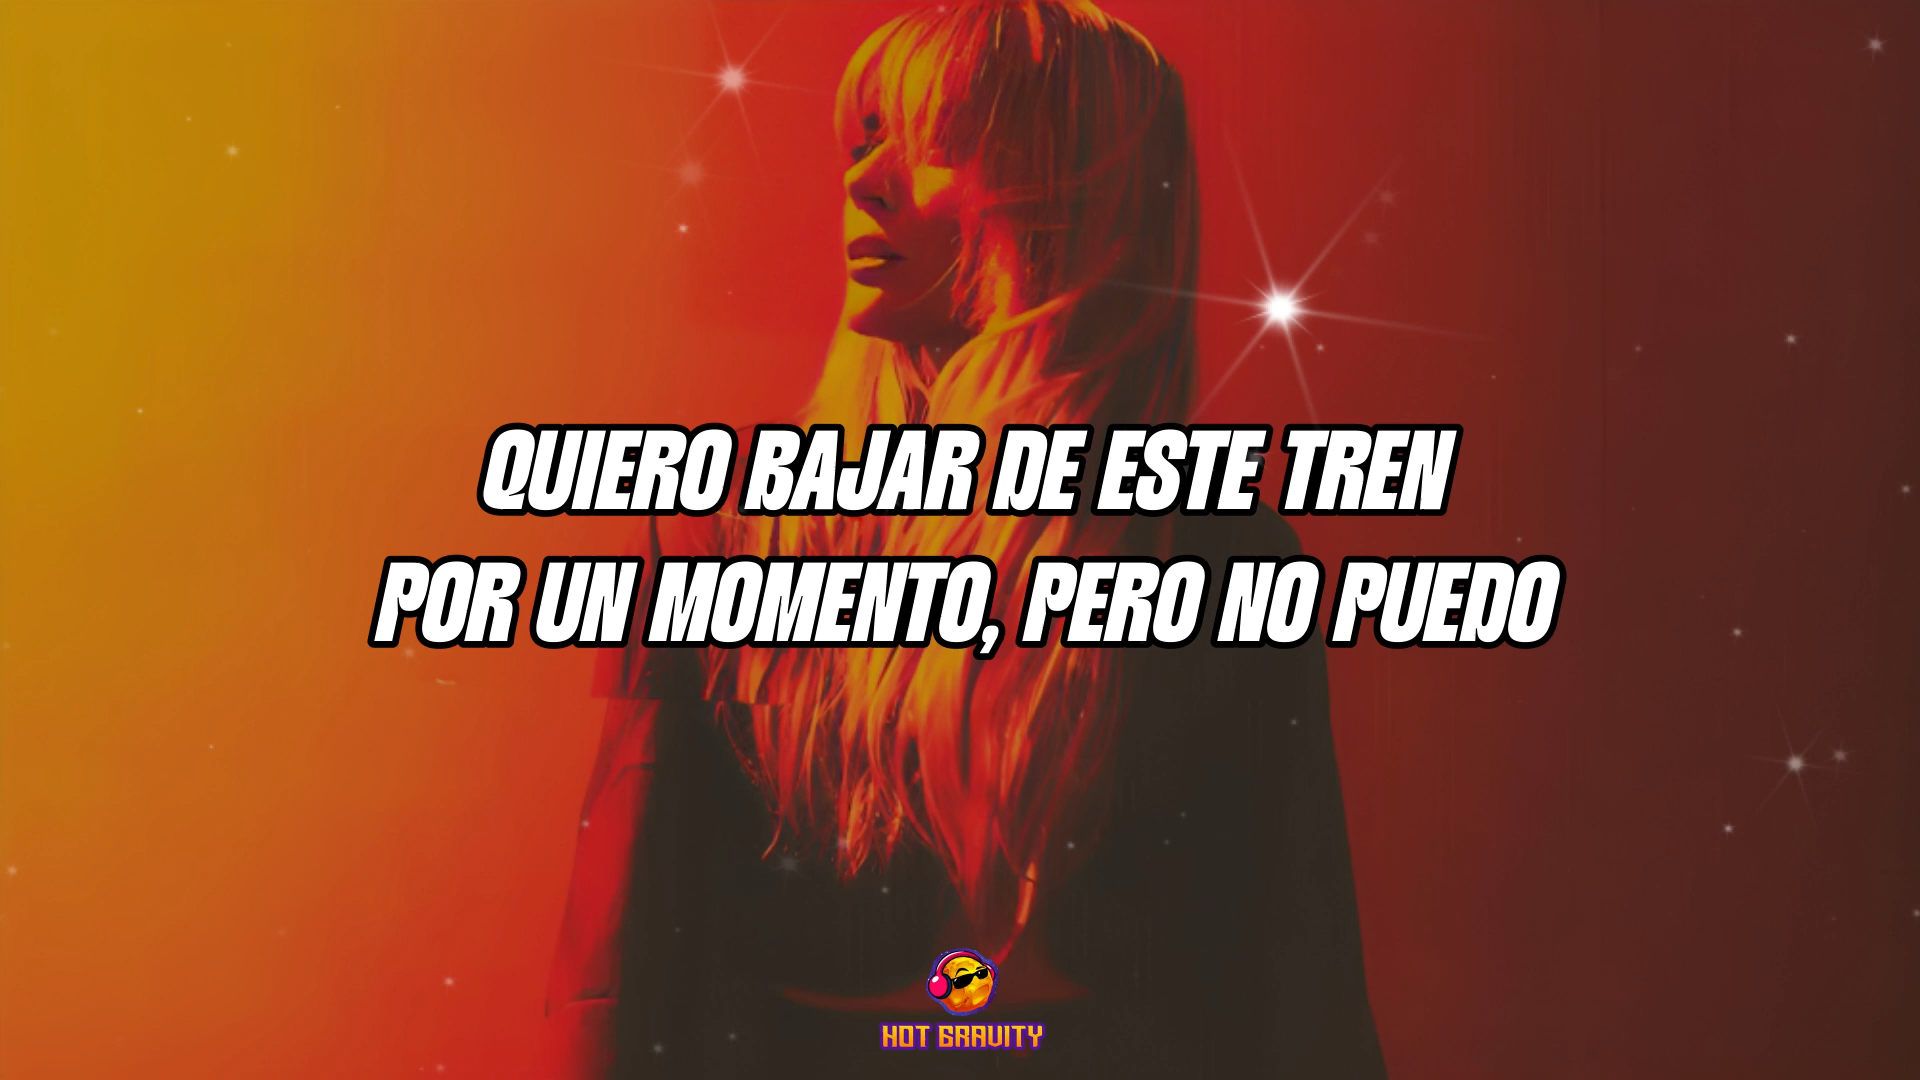 QUIERO BAJAR DE ESTE TREN
POR UN MOMENTO, PERO NO PUEDO
HOT GRAVITY